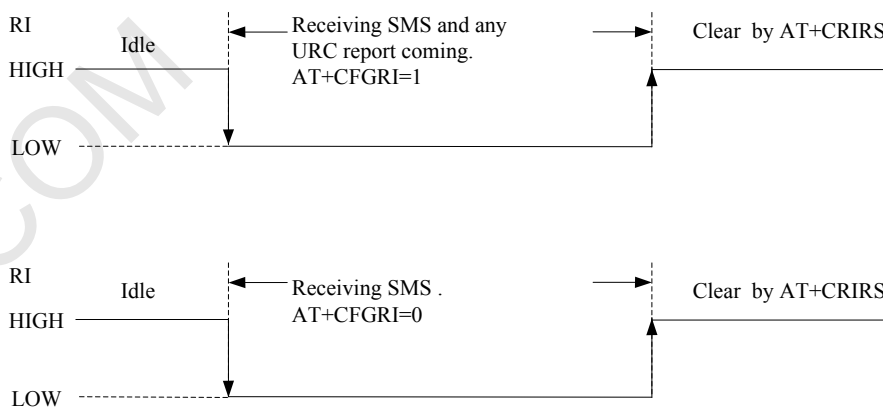 RI
Idle
Receiving SMS and any
URC report coming.
AT+CFGRI=1
Clear by AT+CRIRS
HIGH
LOW
RI
Idle
Receiving SMS .
AT+CFGRI=0
Clear by AT+CRIRS
HIGH
LOW
COM